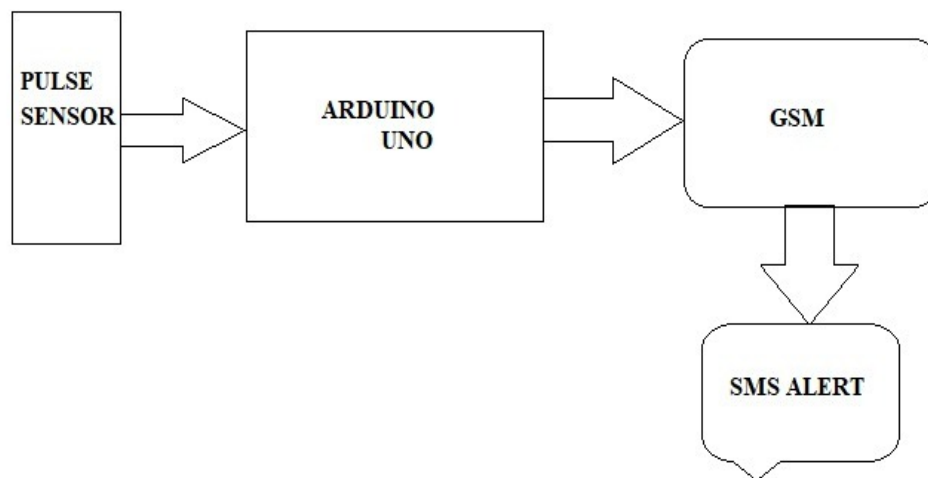 PULSE
SENSOR
ARDUINO
UNO
GSM
SMS ALERT